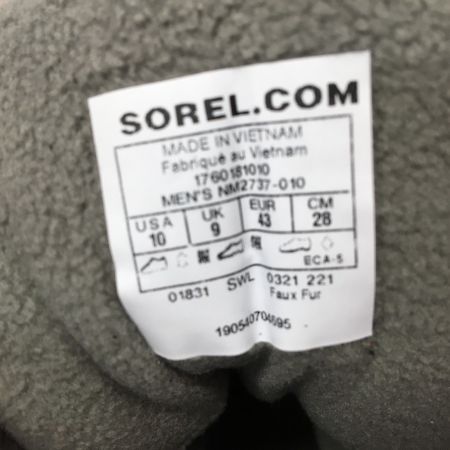 SOREL.COM
MADE IN VIETNAM
Fabriqué au Vietnam
1760181010
MEN'S NM2737-010
USA UK EUR CM
10 9 43 28
ECA-5
01831 SWL 0321 221
Faux Fur
190540704695